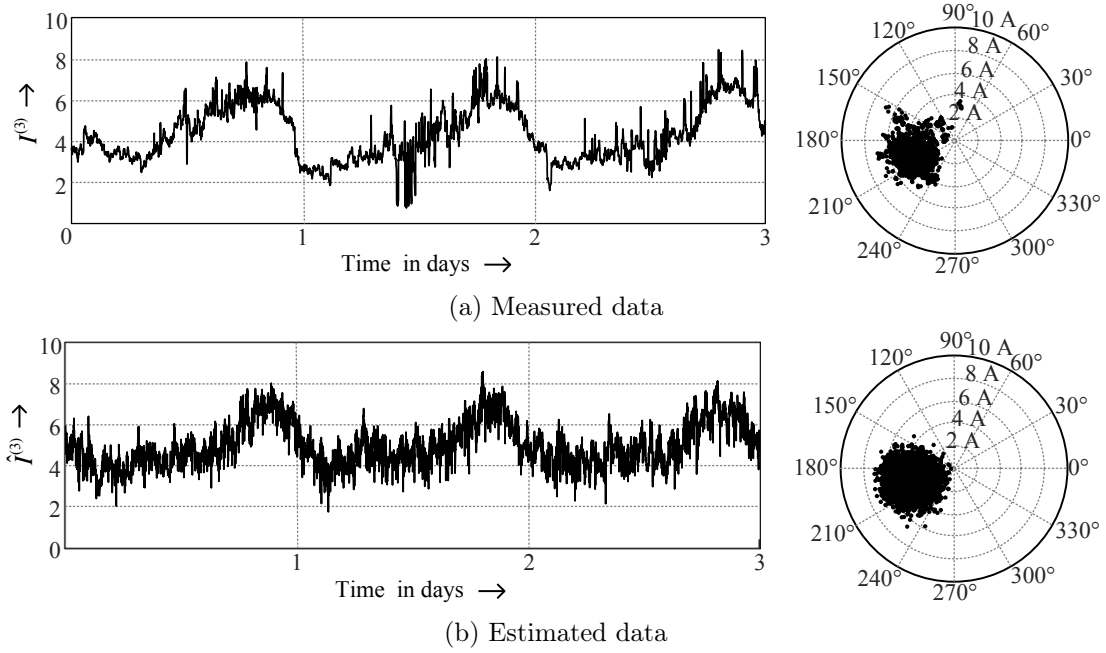 10
8
6
4
2
I⁽³⁾ →
0
1
2
3
Time in days →
90°
10 A
60°
120°
8 A
6 A
150°
30°
4 A
2 A
180°
0°
210°
330°
240°
300°
270°
(a) Measured data
10
8
6
4
2
0
Î⁽³⁾ →
1
2
3
Time in days →
90°
10 A
60°
120°
8 A
6 A
150°
30°
4 A
2 A
180°
0°
210°
330°
240°
300°
270°
(b) Estimated data